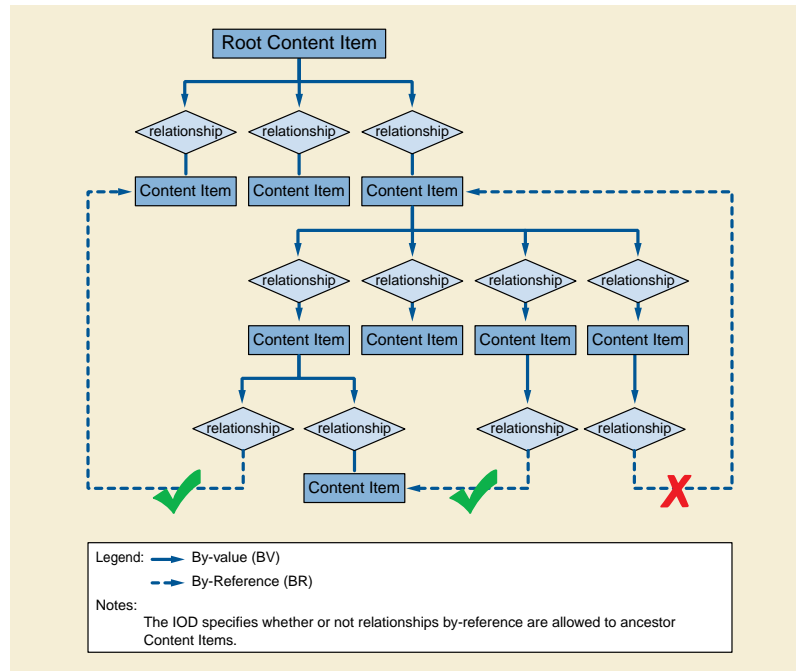 Root Content Item
relationship relationship relationship
Content Item Content Item Content Item
relationship relationship relationship relationship
Content Item Content Item Content Item Content Item
relationship relationship relationship relationship
Content Item
Legend: By-value (BV)
By-Reference (BR)
Notes:
The IOD specifies whether or not relationships by-reference are allowed to ancestor
Content Items.